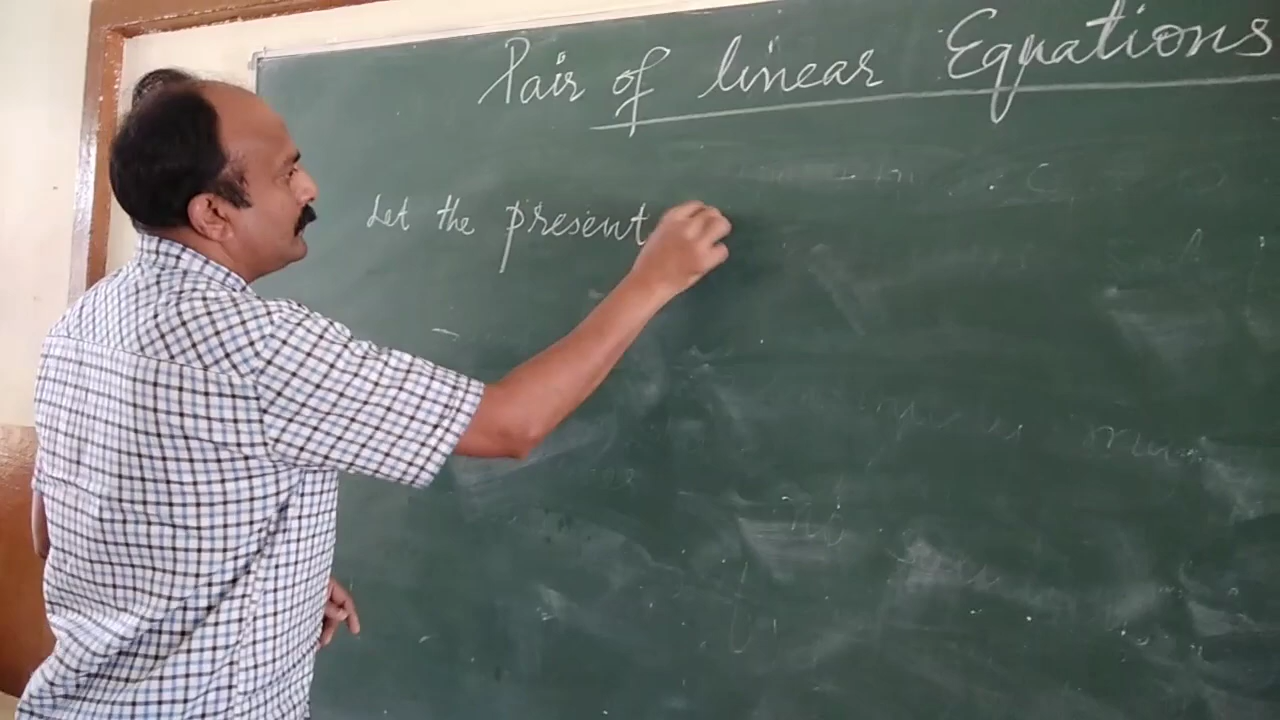 Pair of linear Equations
Let the present